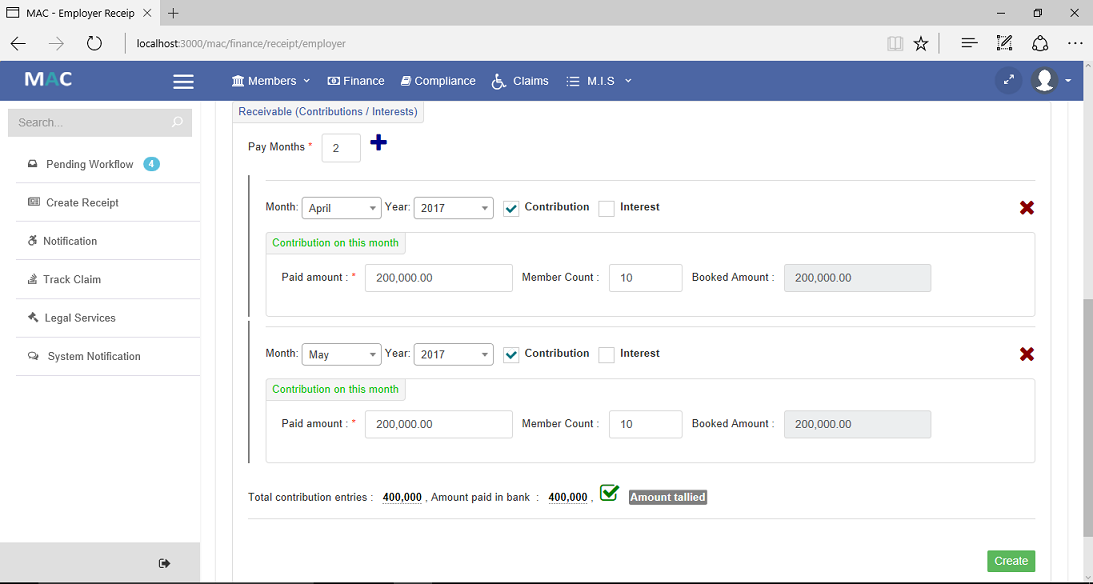 MAC - Employer Receip
localhost:3000/mac/finance/receipt/employer
MAC Members Finance Compliance Claims M.I.S
Search...
Pending Workflow 4
Create Receipt
Notification
Track Claim
Legal Services
System Notification
Receivable (Contributions / Interests)
Pay Months * 2
Month: April Year: 2017 Contribution Interest
Contribution on this month
Paid amount : * 200,000.00 Member Count : 10 Booked Amount : 200,000.00
Month: May Year: 2017 Contribution Interest
Contribution on this month
Paid amount : * 200,000.00 Member Count : 10 Booked Amount : 200,000.00
Total contribution entries : 400,000 , Amount paid in bank : 400,000 , Amount tallied
Create